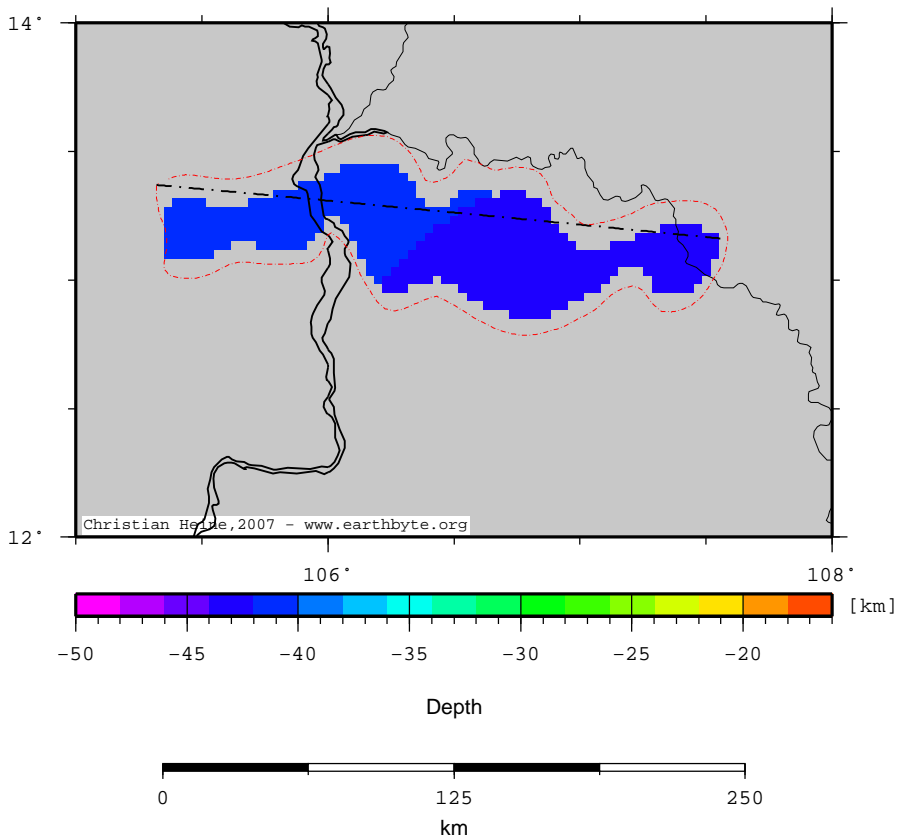 14°
Christian Heine,2007 - www.earthbyte.org
12°
106° 108°
[km]
-50 -45 -40 -35 -30 -25 -20
Depth
0 125 250
km